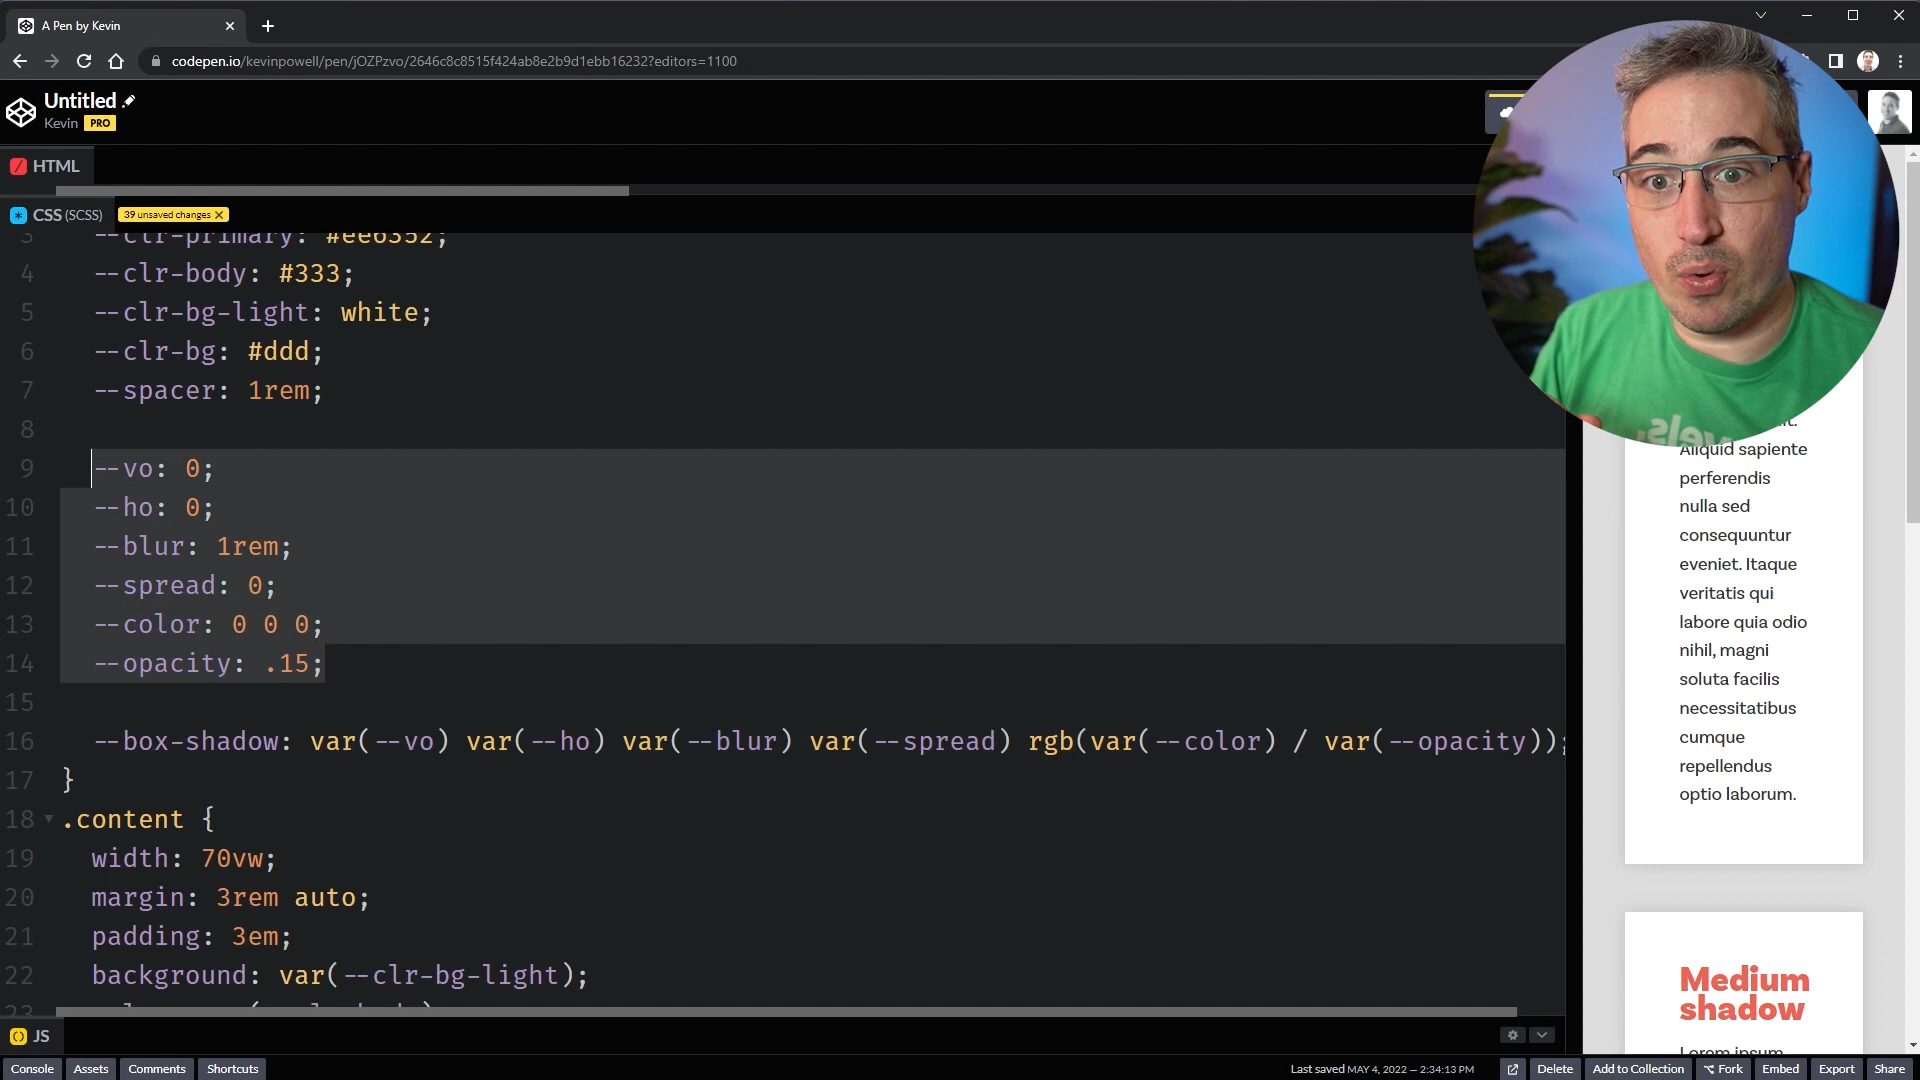 A Pen by Kevin
codepen.io/kevinpowell/pen/jOZPzvo/2646c8c8515f424ab8e2b9d1ebb16232?editors=1100
Untitled
Kevin PRO
HTML
CSS (SCSS) 39 unsaved changes
3 --clr-primary: #ee6352;
4 --clr-body: #333;
5 --clr-bg-light: white;
6 --clr-bg: #ddd;
7 --spacer: 1rem;
8
9 --vo: 0;
10 --ho: 0;
11 --blur: 1rem;
12 --spread: 0;
13 --color: 0 0 0;
14 --opacity: .15;
15
16 --box-shadow: var(--vo) var(--ho) var(--blur) var(--spread) rgb(var(--color) / var(--opacity));
17 }
18 .content {
19 width: 70vw;
20 margin: 3rem auto;
21 padding: 3em;
22 background: var(--clr-bg-light);
23
Aliquid sapiente
perferendis
nulla sed
consequuntur
eveniet. Itaque
veritatis qui
labore quia odio
nihil, magni
soluta facilis
necessitatibus
cumque
repellendus
optio laborum.
Medium
shadow
Lorem ipsum
JS
Console Assets Comments Shortcuts
Last saved MAY 4, 2022 — 2:34:13 PM
Delete Add to Collection Fork Embed Export Share